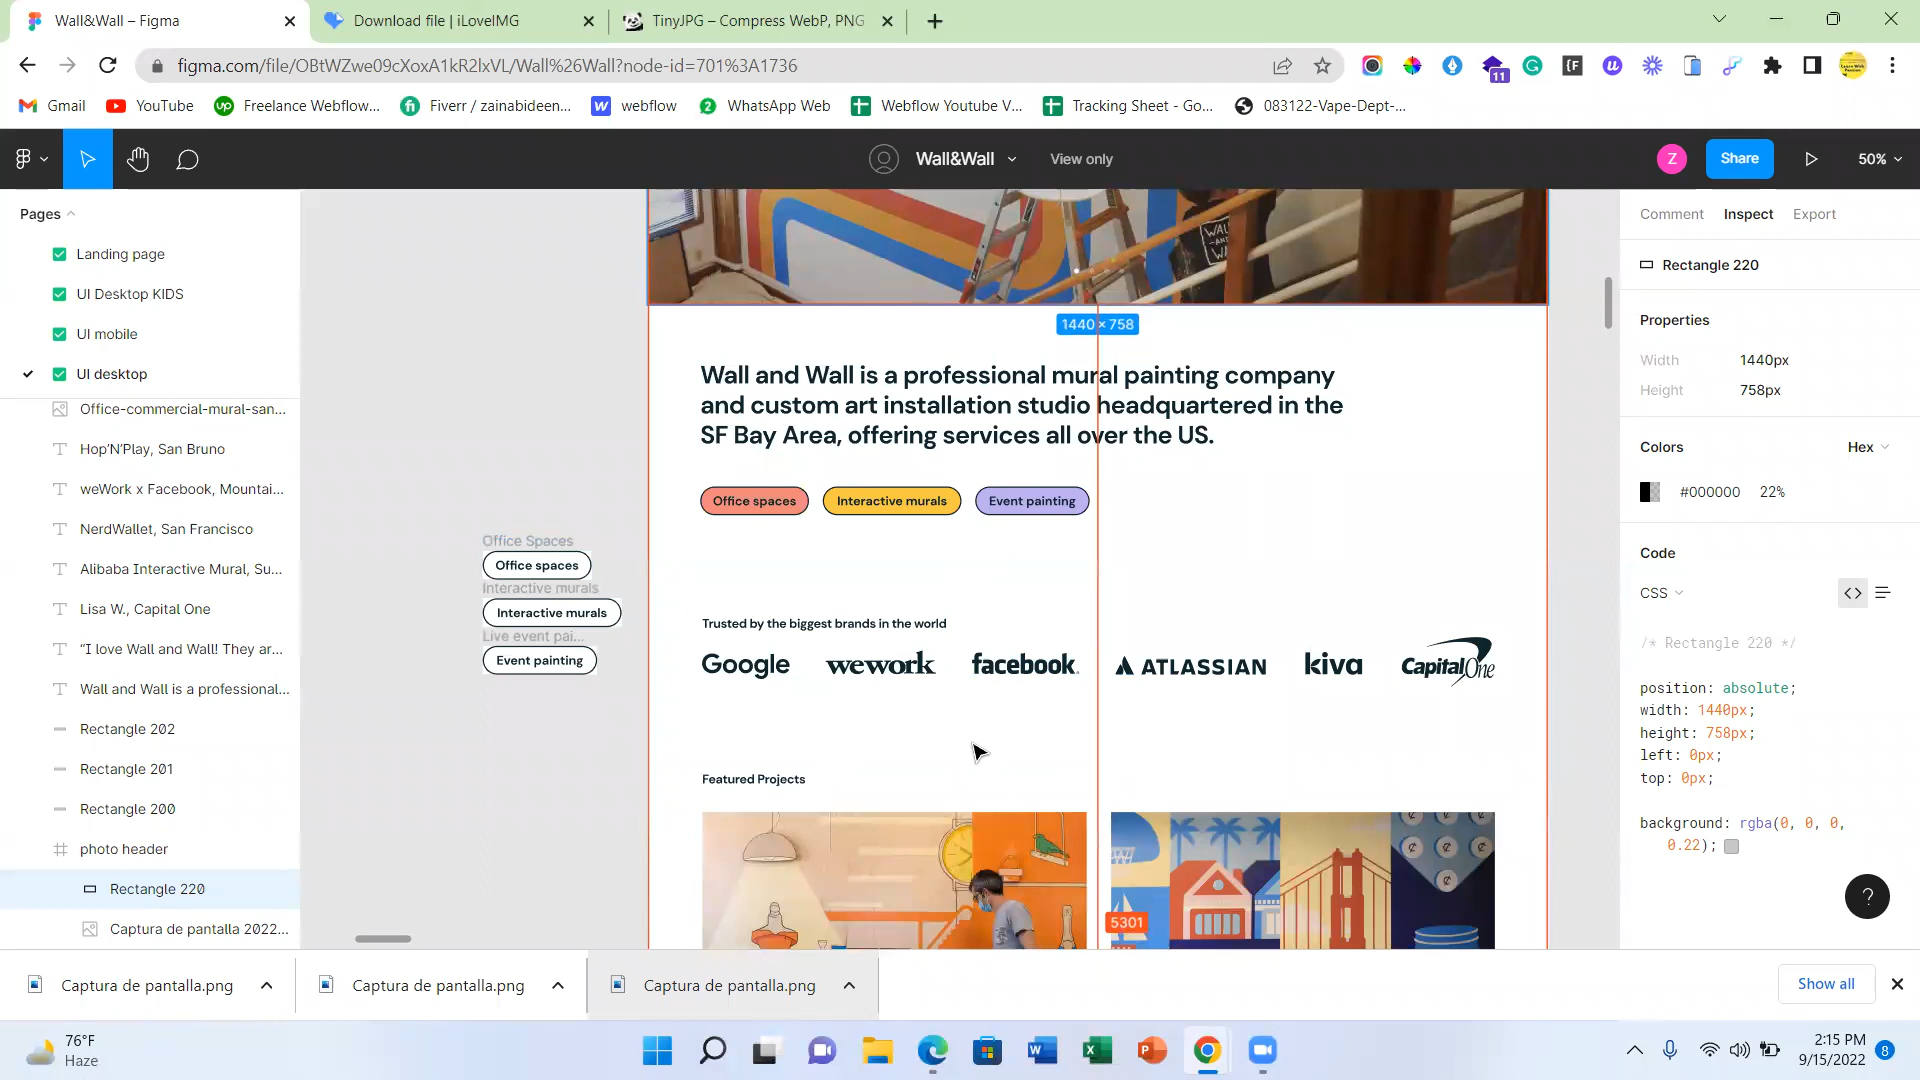 Wall&Wall – Figma
Download file | iLoveIMG
TinyJPG – Compress WebP, PNG
figma.com/file/OBtWZwe09cXoxA1kR2lxVL/Wall%26Wall?node-id=701%3A1736
11
Gmail
YouTube
Freelance Webflow...
Fiverr / zainabideen...
webflow
WhatsApp Web
Webflow Youtube V...
Tracking Sheet - Go...
083122-Vape-Dept-...
Wall&Wall
View only
Z
Share
50%
Pages
Landing page
UI Desktop KIDS
UI mobile
UI desktop
Office-commercial-mural-san...
Hop'N'Play, San Bruno
weWork x Facebook, Mountai...
NerdWallet, San Francisco
Alibaba Interactive Mural, Su...
Lisa W., Capital One
“I love Wall and Wall! They ar...
Wall and Wall is a professional...
Rectangle 202
Rectangle 201
Rectangle 200
photo header
Rectangle 220
Captura de pantalla 2022...
Office Spaces
Office spaces
Interactive murals
Interactive murals
Live event pai...
Event painting
1440 × 758
Wall and Wall is a professional mural painting company
and custom art installation studio headquartered in the
SF Bay Area, offering services all over the US.
Office spaces
Interactive murals
Event painting
Trusted by the biggest brands in the world
Google
wework
facebook.
ATLASSIAN
kiva
Capital One
Featured Projects
5301
Comment
Inspect
Export
Rectangle 220
Properties
Width 1440px
Height 758px
Colors
Hex
#000000 22%
Code
CSS
/* Rectangle 220 */
position: absolute;
width: 1440px;
height: 758px;
left: 0px;
top: 0px;
background: rgba(0, 0, 0,
0.22);
?
Captura de pantalla.png
Captura de pantalla.png
Captura de pantalla.png
Show all
76°F
Haze
2:15 PM
9/15/2022
8